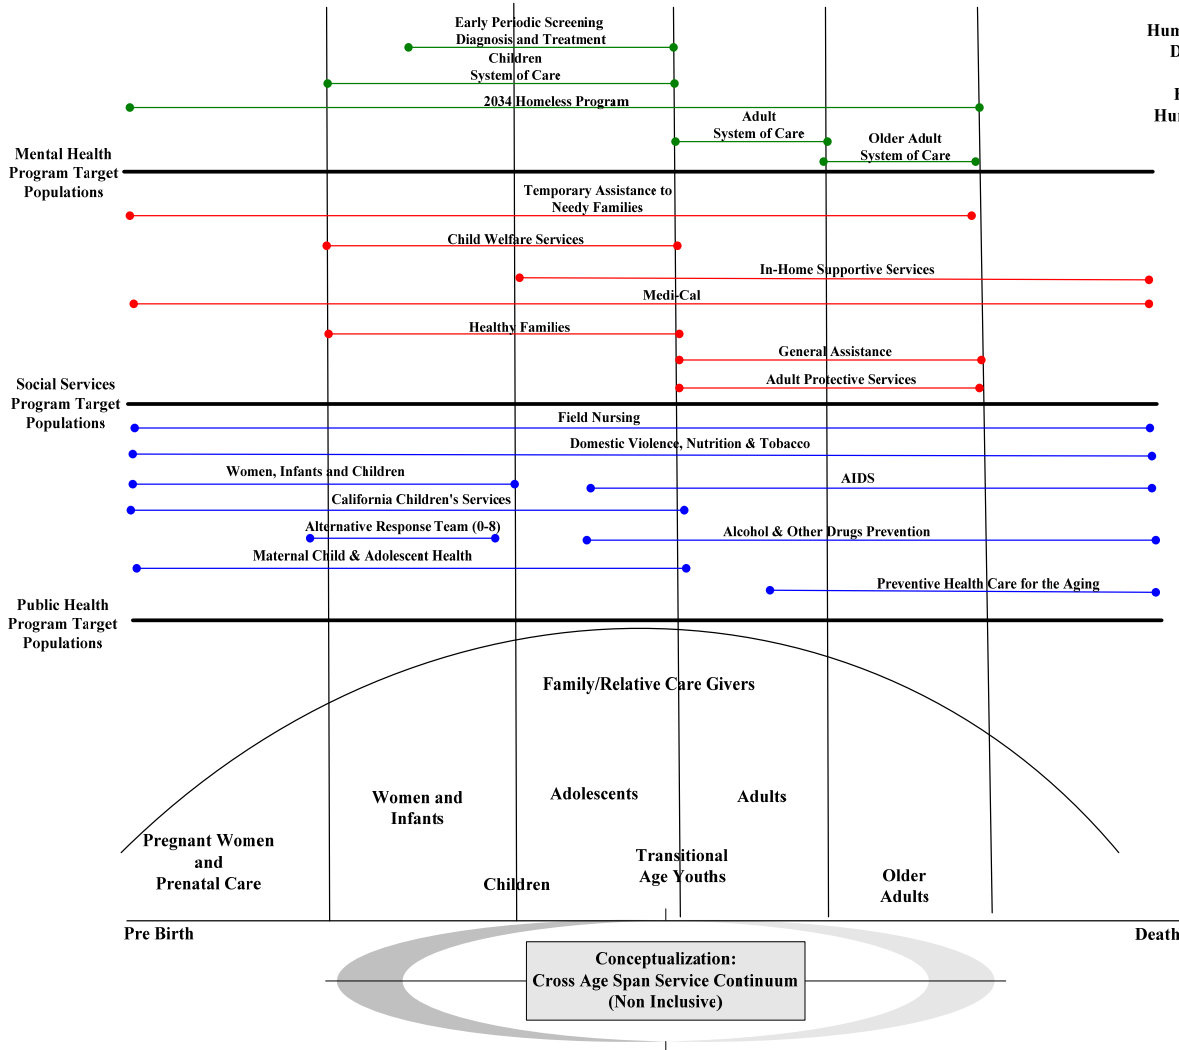 Early Periodic Screening
Diagnosis and Treatment
Children
System of Care
2034 Homeless Program
Adult
System of Care
Older Adult
System of Care
Mental Health
Program Target
Populations
Temporary Assistance to
Needy Families
Child Welfare Services
In-Home Supportive Services
Medi-Cal
Healthy Families
General Assistance
Adult Protective Services
Social Services
Program Target
Populations
Field Nursing
Domestic Violence, Nutrition & Tobacco
Women, Infants and Children
AIDS
California Children's Services
Alternative Response Team (0-8)
Alcohol & Other Drugs Prevention
Maternal Child & Adolescent Health
Preventive Health Care for the Aging
Public Health
Program Target
Populations
Family/Relative Care Givers
Women and
Infants
Adolescents
Adults
Pregnant Women
and
Prenatal Care
Children
Transitional
Age Youths
Older
Adults
Pre Birth
Death
Conceptualization:
Cross Age Span Service Continuum
(Non Inclusive)